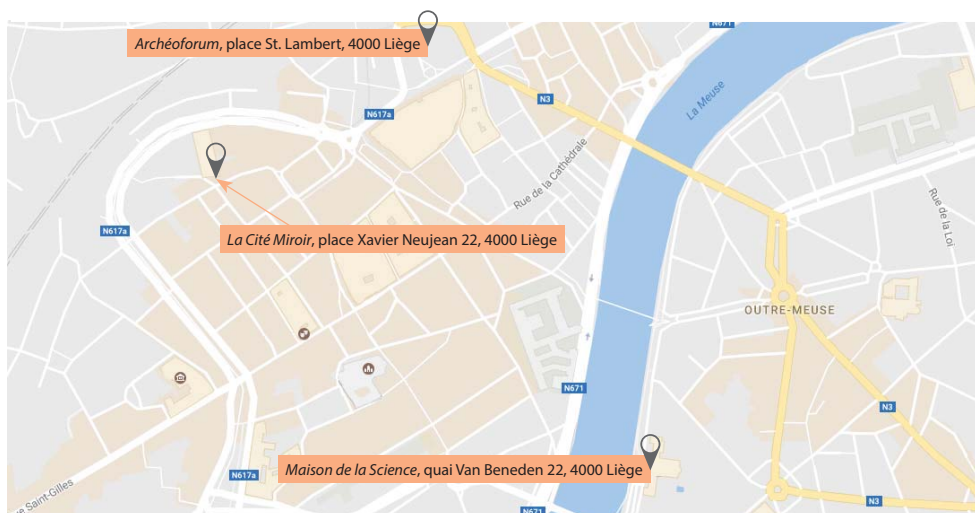 N671
Archéoforum, place St. Lambert, 4000 Liège
La Meuse
N3
N617a
Rue de la Cathédrale
Rue de la Loi
N617a
La Cité Miroir, place Xavier Neujean 22, 4000 Liège
OUTRE-MEUSE
N671
N3
Maison de la Science, quai Van Beneden 22, 4000 Liège
N617a
Saint-Gilles
N3
N671